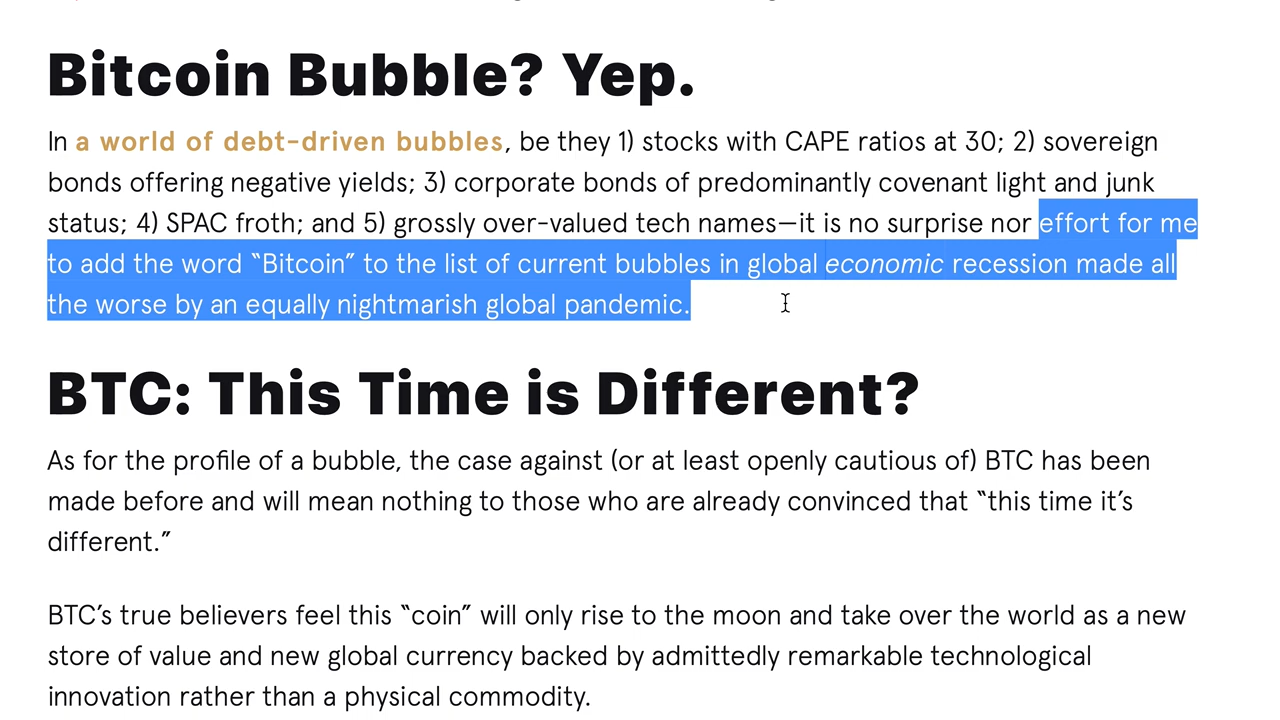 Bitcoin Bubble? Yep.
In a world of debt-driven bubbles, be they 1) stocks with CAPE ratios at 30; 2) sovereign
bonds offering negative yields; 3) corporate bonds of predominantly covenant light and junk
status; 4) SPAC froth; and 5) grossly over-valued tech names—it is no surprise nor effort for me
to add the word “Bitcoin” to the list of current bubbles in global economic recession made all
the worse by an equally nightmarish global pandemic.
BTC: This Time is Different?
As for the profile of a bubble, the case against (or at least openly cautious of) BTC has been
made before and will mean nothing to those who are already convinced that “this time it’s
different.”
BTC’s true believers feel this “coin” will only rise to the moon and take over the world as a new
store of value and new global currency backed by admittedly remarkable technological
innovation rather than a physical commodity.